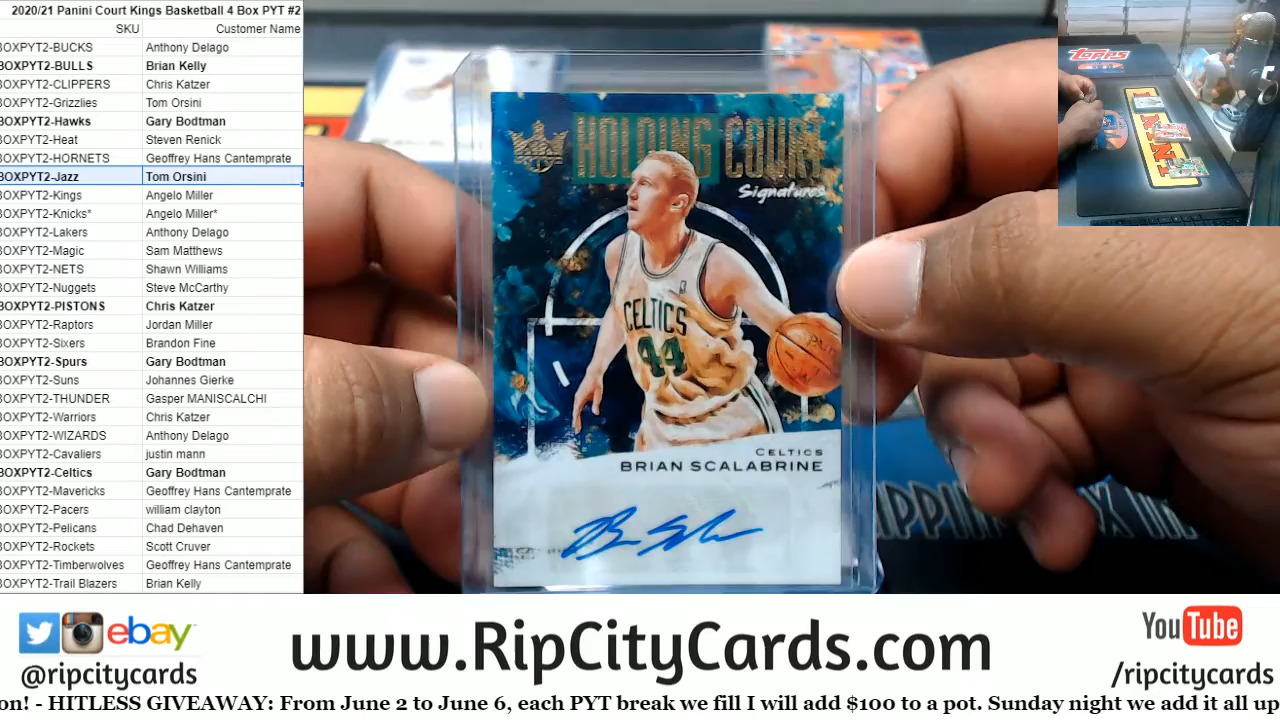 2020/21 Panini Court Kings Basketball 4 Box PYT #2
SKU Customer Name
BOXPYT2-BUCKS Anthony Delago
BOXPYT2-BULLS Brian Kelly
BOXPYT2-CLIPPERS Chris Katzer
BOXPYT2-Grizzlies Tom Orsini
BOXPYT2-Hawks Gary Bodtman
BOXPYT2-Heat Steven Renick
BOXPYT2-HORNETS Geoffrey Hans Cantemprate
BOXPYT2-Jazz Tom Orsini
BOXPYT2-Kings Angelo Miller
BOXPYT2-Knicks* Angelo Miller*
BOXPYT2-Lakers Anthony Delago
BOXPYT2-Magic Sam Matthews
BOXPYT2-NETS Shawn Williams
BOXPYT2-Nuggets Steve McCarthy
BOXPYT2-PISTONS Chris Katzer
BOXPYT2-Raptors Jordan Miller
BOXPYT2-Sixers Brandon Fine
BOXPYT2-Spurs Gary Bodtman
BOXPYT2-Suns Johannes Gierke
BOXPYT2-THUNDER Gasper MANISCALCHI
BOXPYT2-Warriors Chris Katzer
BOXPYT2-WIZARDS Anthony Delago
BOXPYT2-Cavaliers justin mann
BOXPYT2-Celtics Gary Bodtman
BOXPYT2-Mavericks Geoffrey Hans Cantemprate
BOXPYT2-Pacers william clayton
BOXPYT2-Pelicans Chad Dehaven
BOXPYT2-Rockets Scott Cruver
BOXPYT2-Timberwolves Geoffrey Hans Cantemprate
BOXPYT2-Trail Blazers Brian Kelly
HOLDING COURT
Signatures
CELTICS
44
CELTICS
BRIAN SCALABRINE
TOPPS
ebay
@ripcitycards
www.RipCityCards.com
YouTube
/ripcitycards
on! - HITLESS GIVEAWAY: From June 2 to June 6, each PYT break we fill I will add $100 to a pot. Sunday night we add it all up